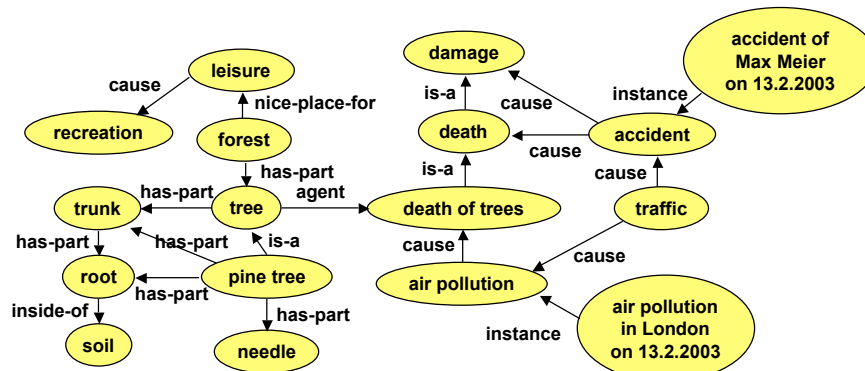 leisure
damage
accident of
Max Meier
on 13.2.2003
cause
nice-place-for
is-a
cause
instance
recreation
forest
death
cause
accident
has-part
is-a
cause
trunk
has-part
tree
agent
death of trees
traffic
has-part
has-part
is-a
cause
cause
root
has-part
pine tree
air pollution
inside-of
has-part
instance
air pollution
in London
on 13.2.2003
soil
needle